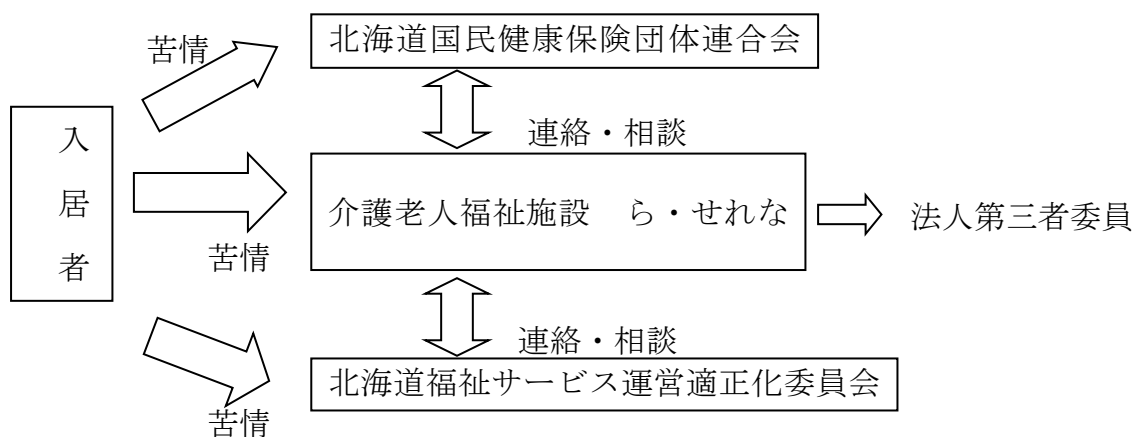 苦情
北海道国民健康保険団体連合会
連絡・相談
入居者
介護老人福祉施設　ら・せれな
法人第三者委員
苦情
連絡・相談
北海道福祉サービス運営適正化委員会
苦情